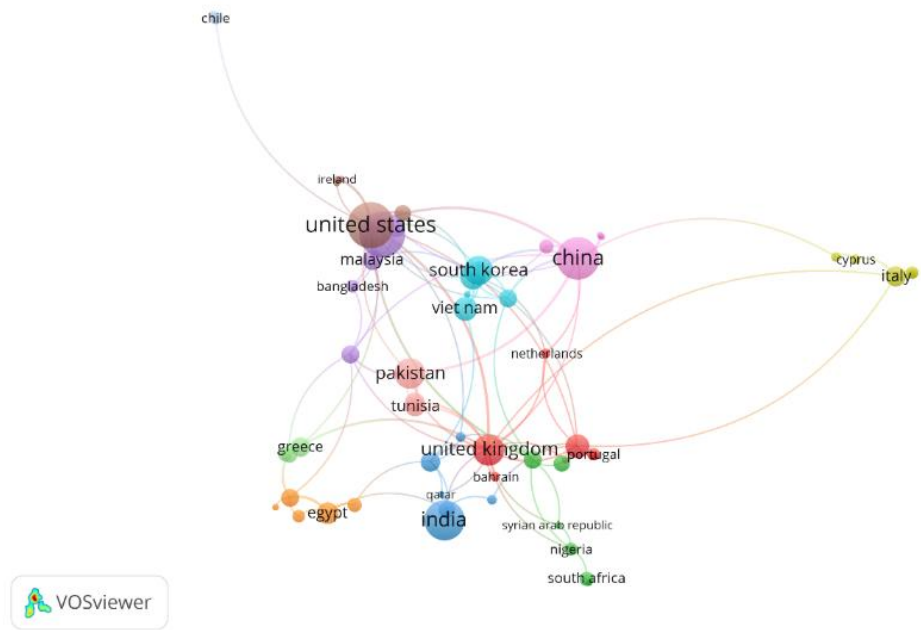 chile
ireland
united states
malaysia
china
south korea
cyprus
italy
bangladesh
viet nam
netherlands
pakistan
tunisia
greece
united kingdom
portugal
bahrain
qatar
egypt
india
syrian arab republic
nigeria
south africa
VOSviewer